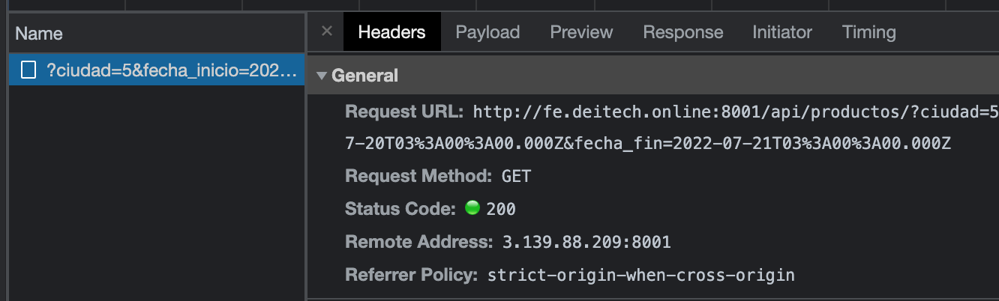 Name
?ciudad=5&fecha_inicio=202...
× Headers Payload Preview Response Initiator Timing
General
Request URL: http://fe.deitech.online:8001/api/productos/?ciudad=5
7-20T03%3A00%3A00.000Z&fecha_fin=2022-07-21T03%3A00%3A00.000Z
Request Method: GET
Status Code: 200
Remote Address: 3.139.88.209:8001
Referrer Policy: strict-origin-when-cross-origin